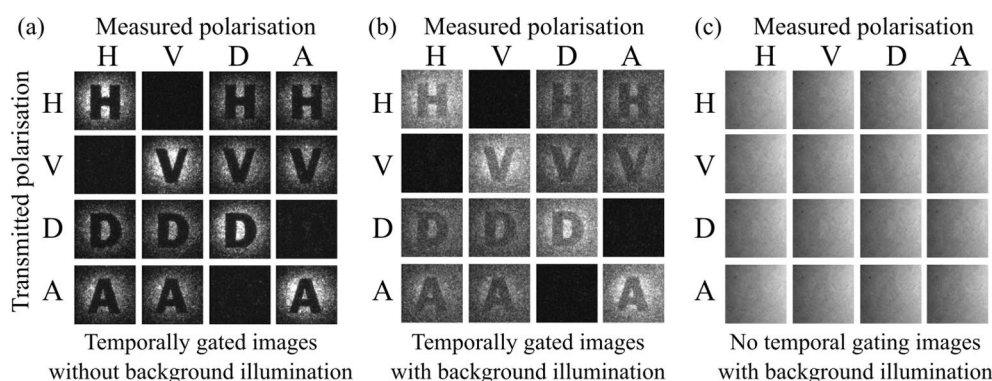 (a) Measured polarisation
H V D A
Transmitted polarisation
H H H H
V V V V
D D D D
A A A A
Temporally gated images
without background illumination
(b) Measured polarisation
H V D A
H H H H
V V V V
D D D D
A A A A
Temporally gated images
with background illumination
(c) Measured polarisation
H V D A
H
V
D
A
No temporal gating images
with background illumination